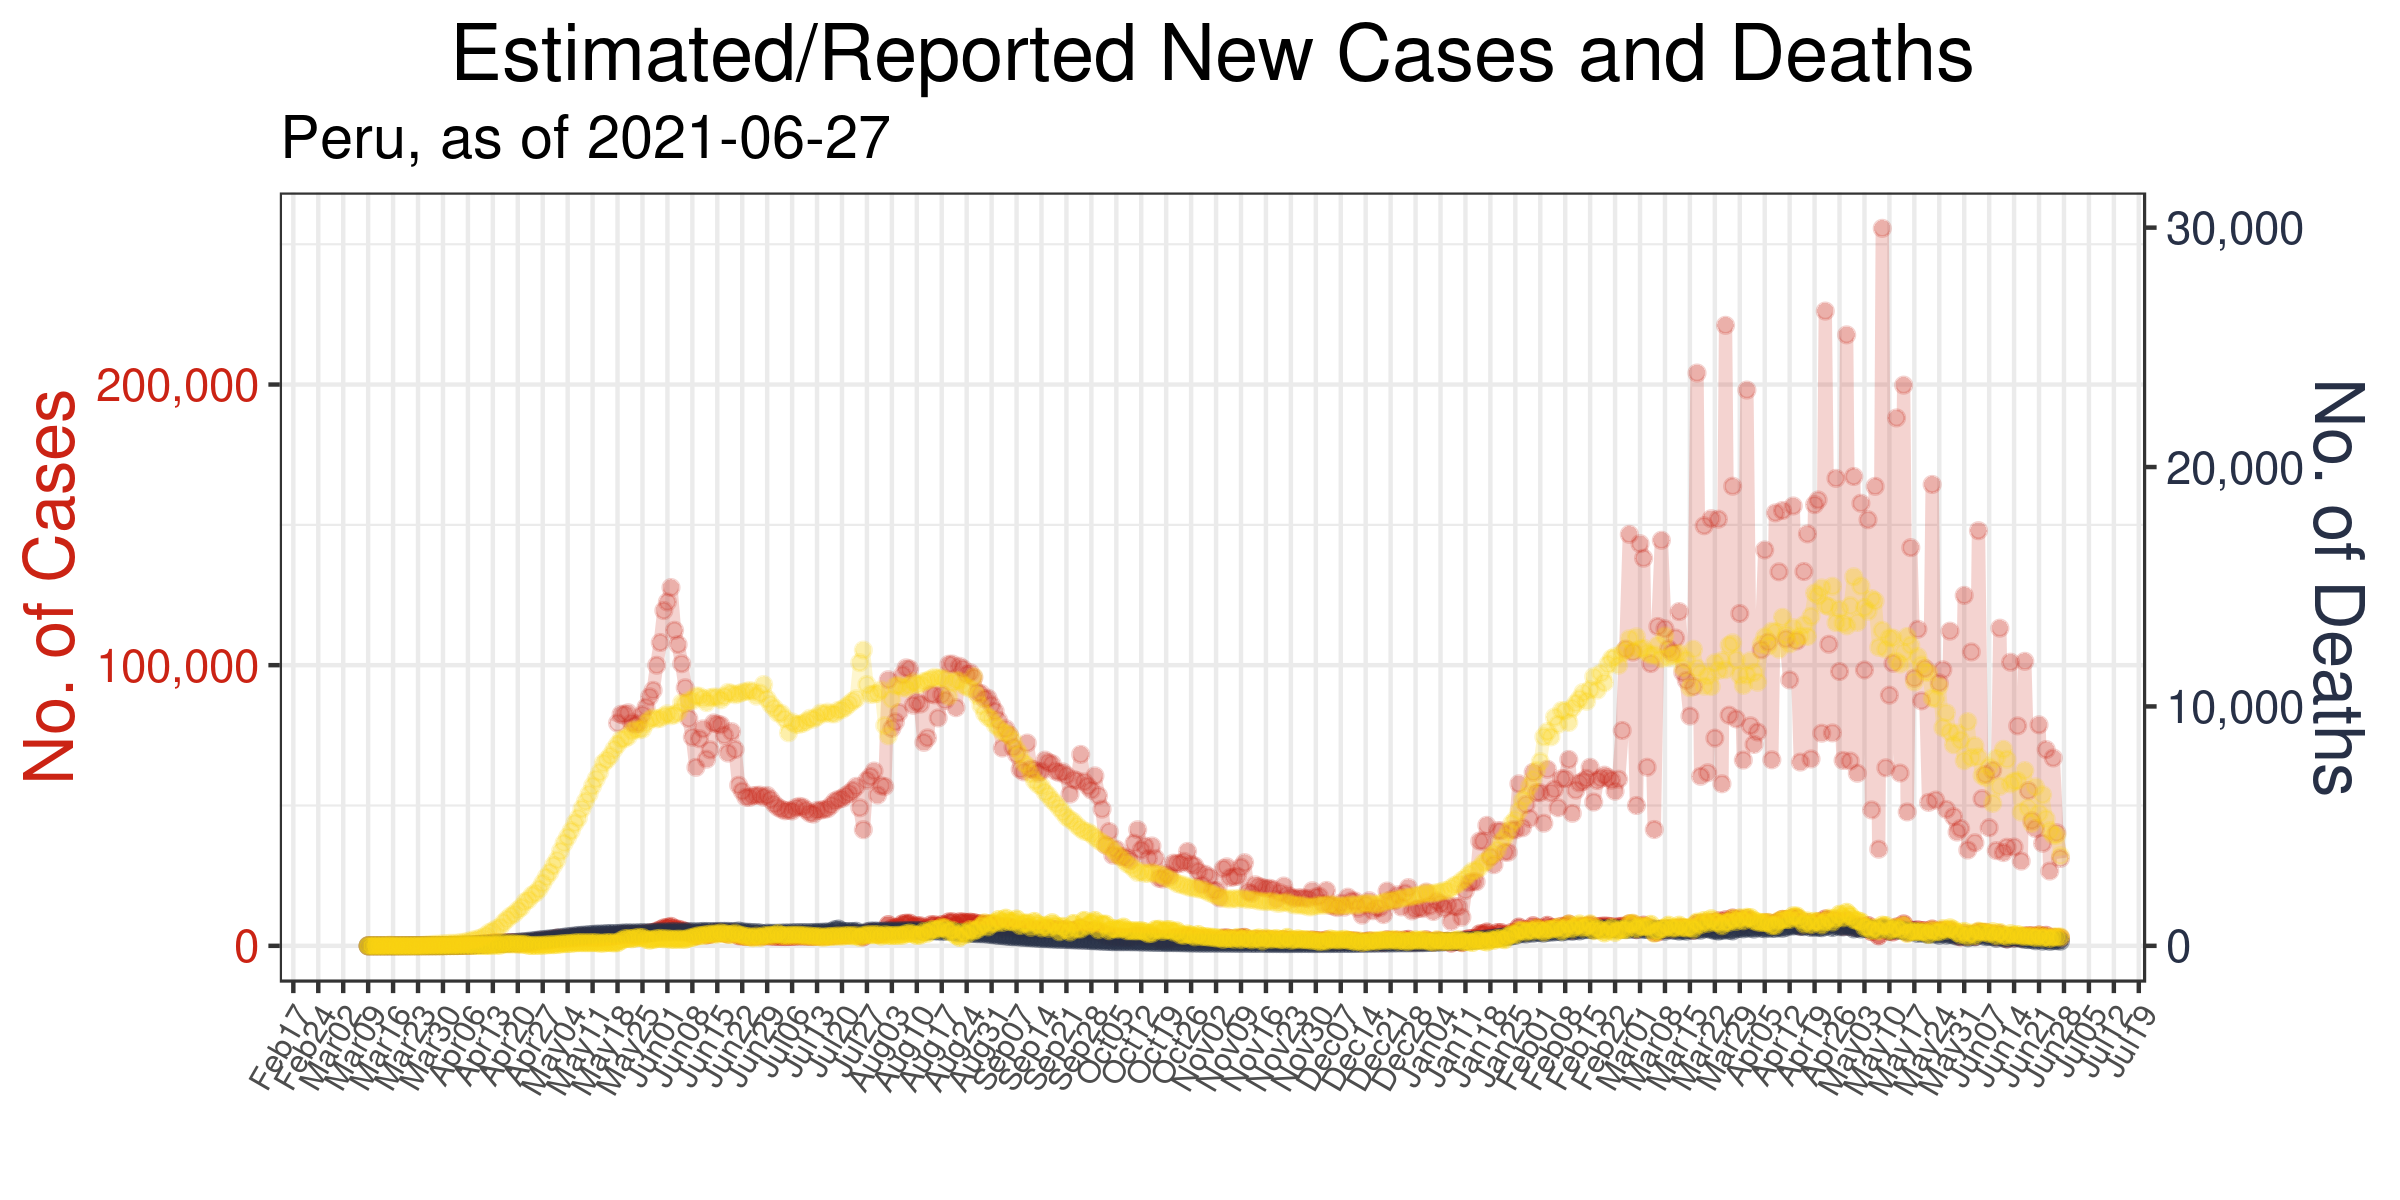 Estimated/Reported New Cases and Deaths
Peru, as of 2021-06-27
No. of Cases
200,000
100,000
0
30,000
20,000
10,000
0
No. of Deaths
Feb17
Feb24
Mar02
Mar09
Mar16
Mar23
Mar30
Apr06
Apr13
Apr20
Apr27
May04
May11
May18
May25
Jun01
Jun08
Jun15
Jun22
Jun29
Jul06
Jul13
Jul20
Jul27
Aug03
Aug10
Aug17
Aug24
Aug31
Sep07
Sep14
Sep21
Sep28
Oct05
Oct12
Oct19
Oct26
Nov02
Nov09
Nov16
Nov23
Nov30
Dec07
Dec14
Dec21
Dec28
Jan04
Jan11
Jan18
Jan25
Feb01
Feb08
Feb15
Feb22
Mar01
Mar08
Mar15
Mar22
Mar29
Apr05
Apr12
Apr19
Apr26
May03
May10
May17
May24
May31
Jun07
Jun14
Jun21
Jun28
Jul05
Jul12
Jul19